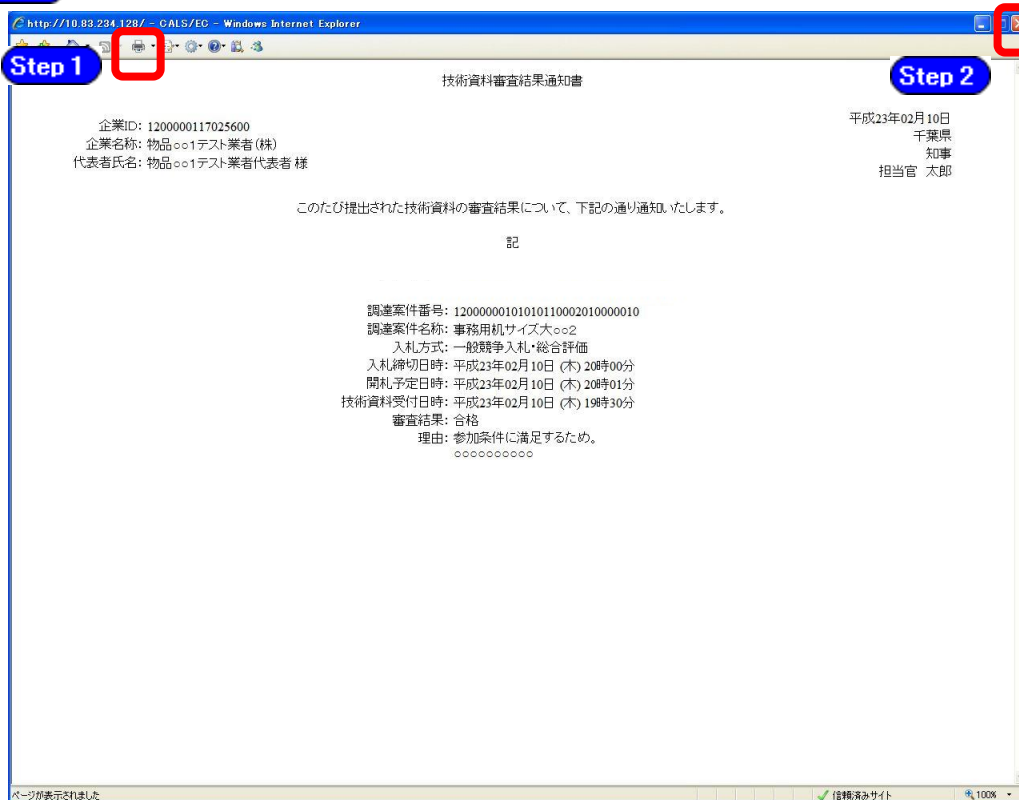 http://10.83.234.128/ - CALS/EC - Windows Internet Explorer
Step 1
Step 2
技術資料審査結果通知書
平成23年02月10日
千葉県
知事
担当官 太郎
企業ID: 1200000117025600
企業名称: 物品○○1テスト業者(株)
代表者氏名: 物品○○1テスト業者代表者 様
このたび提出された技術資料の審査結果について、下記の通り通知いたします。
記
調達案件番号: 12000000101010110002010000010
調達案件名称: 事務用机サイズ大○○2
入札方式: 一般競争入札・総合評価
入札締切日時: 平成23年02月10日 (木) 20時00分
開札予定日時: 平成23年02月10日 (木) 20時01分
技術資料受付日時: 平成23年02月10日 (木) 19時30分
審査結果: 合格
理由: 参加条件に満足するため。
○○○○○○○○○○
ページが表示されました
信頼済みサイト
100%